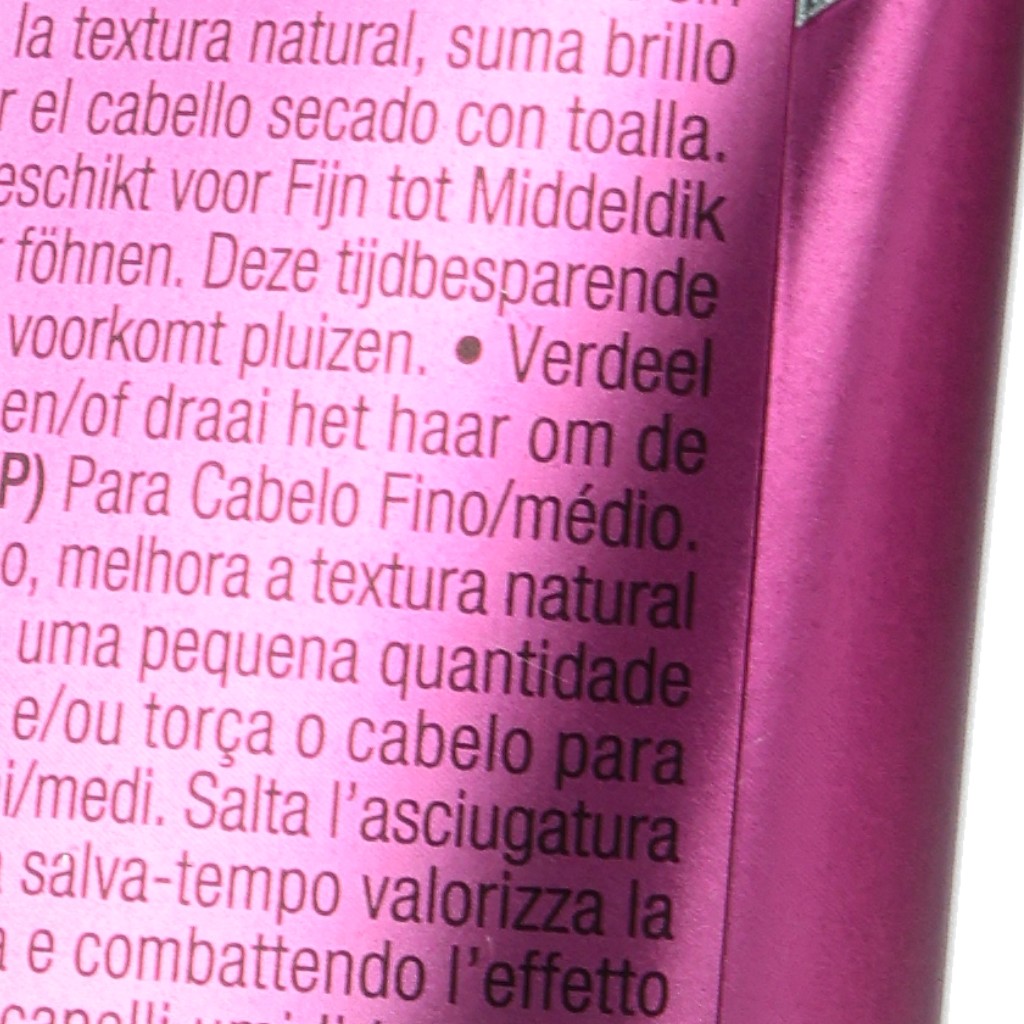 la textura natural, suma brillo
el cabello secado con toalla.
voor Fijn tot Middeldik
föhnen. Deze tijdbesparende
voorkomt pluizen. • Verdeel
en/of draai het haar om de
P) Para Cabelo Fino/médio.
o, melhora a textura natural
uma pequena quantidade
e/ou torça o cabelo para
i/medi. Salta l'asciugatura
salva-tempo valorizza la
e combattendo l'effetto